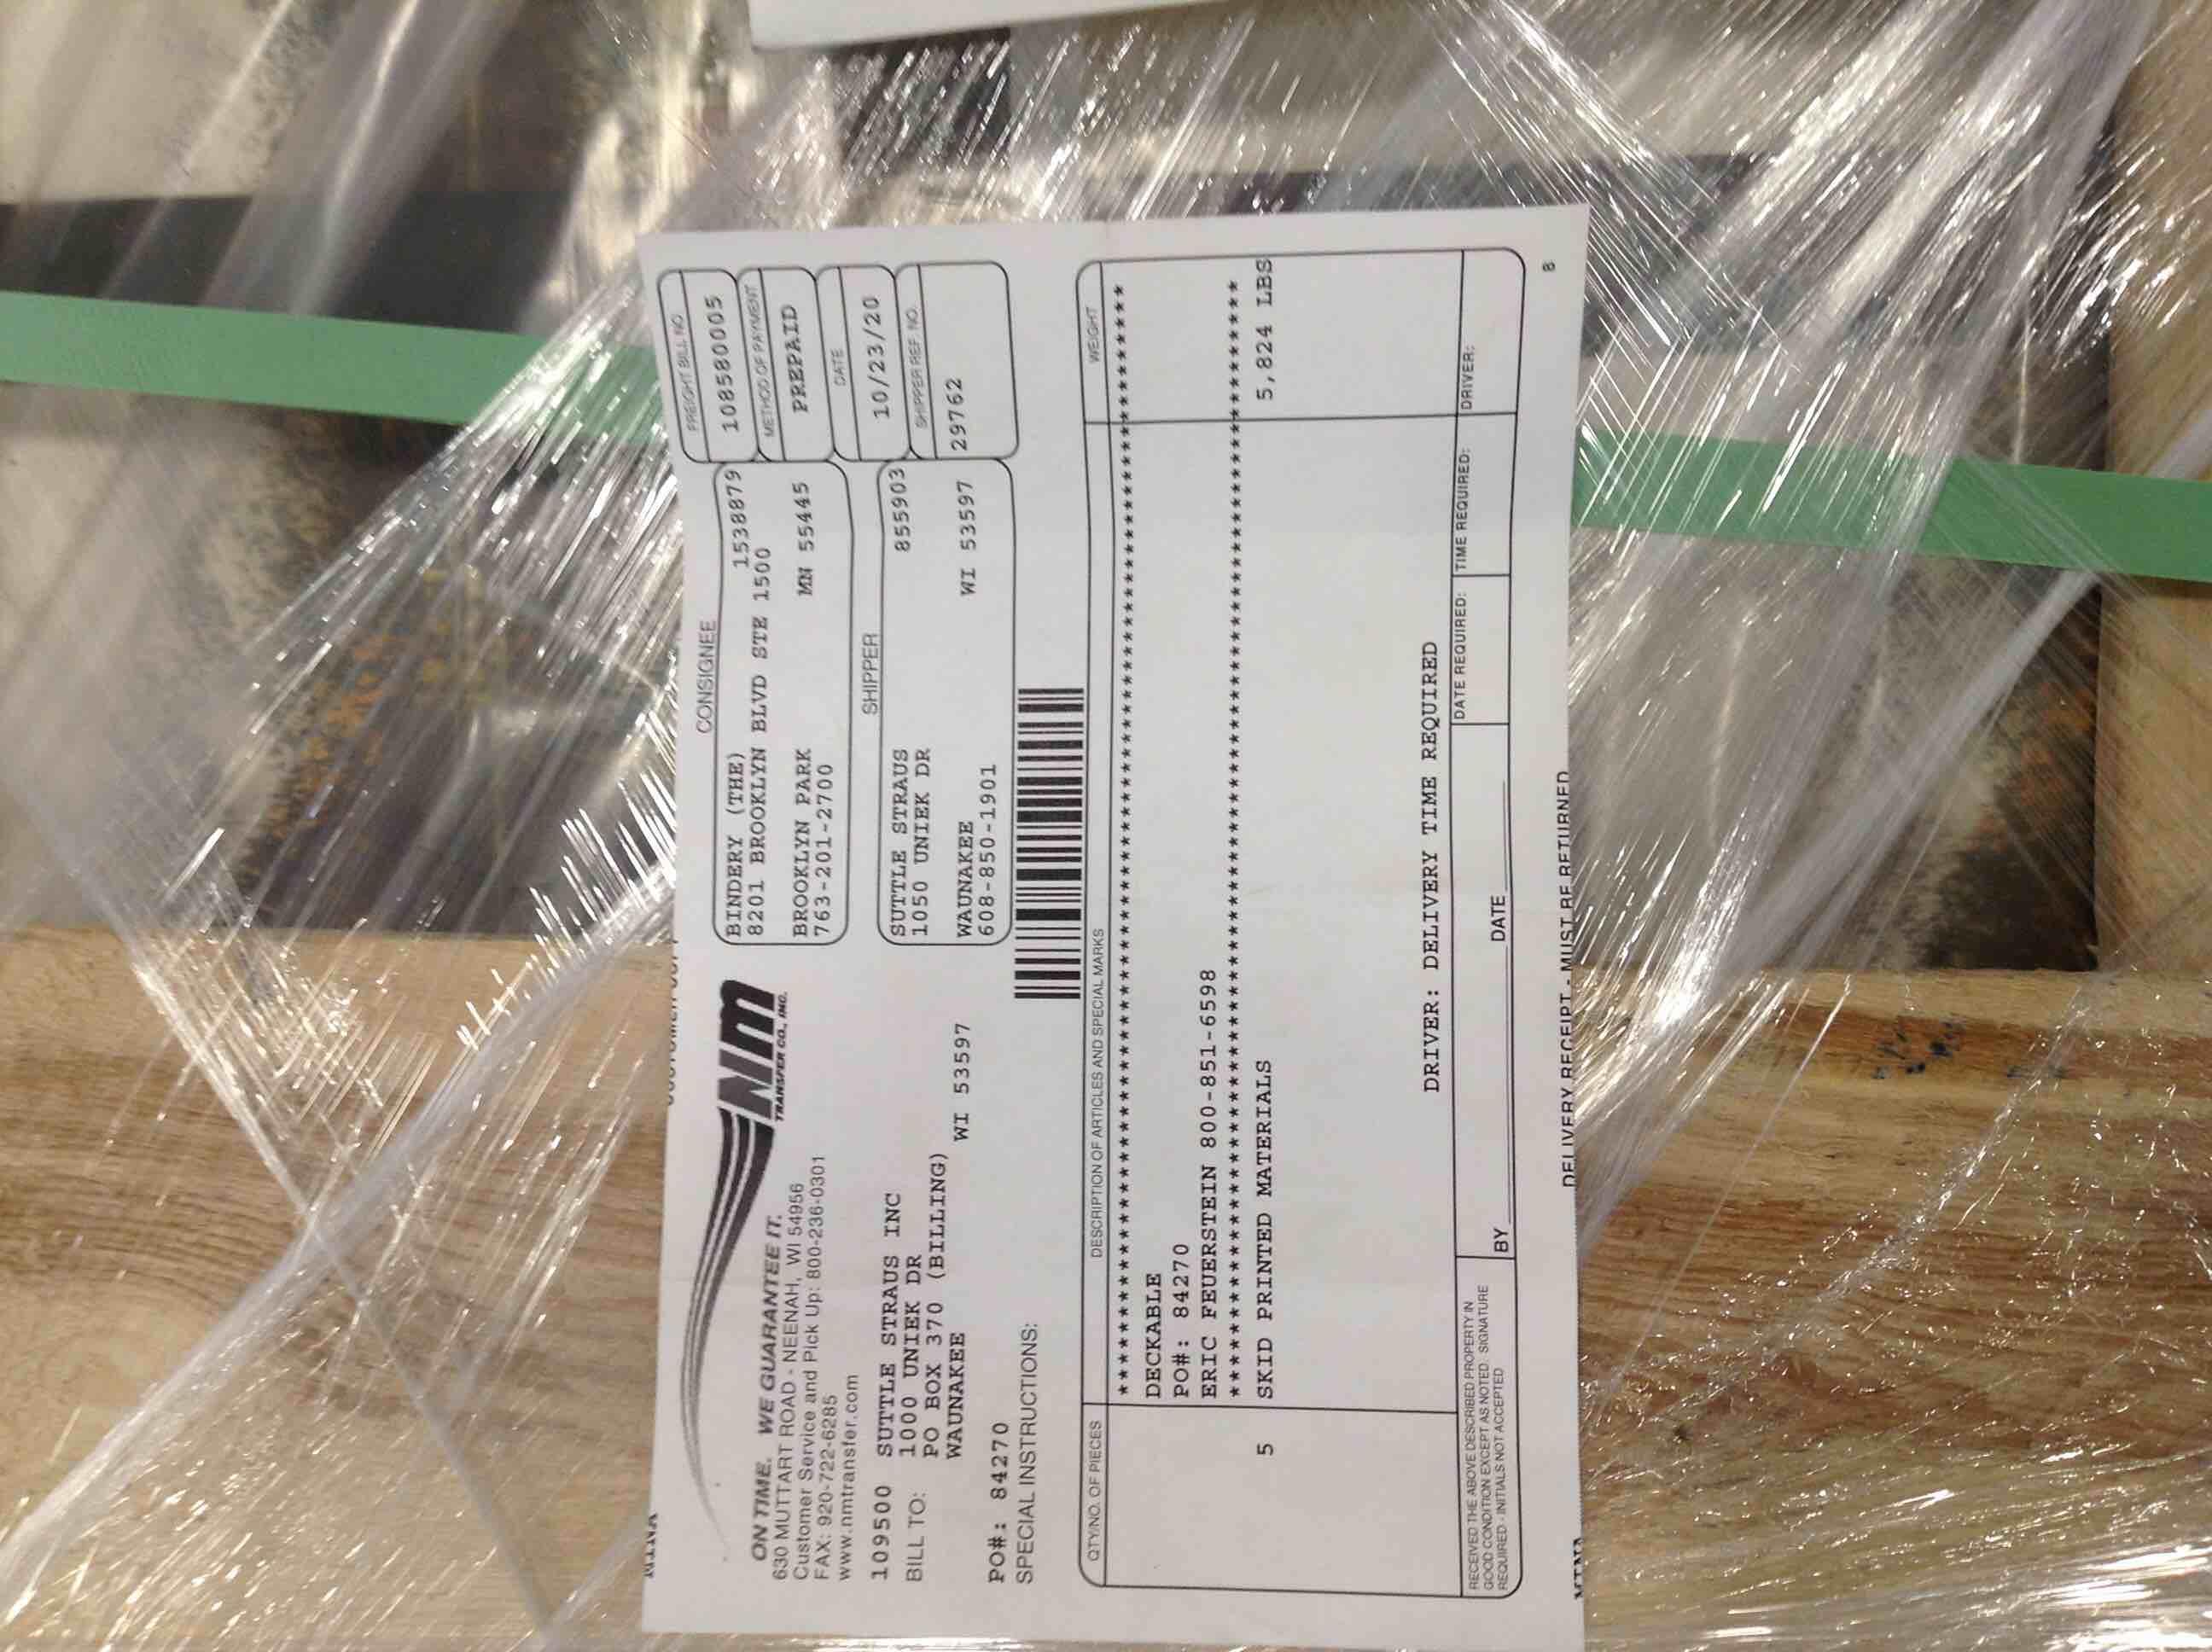 Nm
TRANSFER CO., INC.
ON TIME. WE GUARANTEE IT.
630 MUTTART ROAD - NEENAH, WI 54956
Customer Service and Pick Up: 800-236-0301
FAX: 920-722-6285
www.nmtransfer.com
109500 SUTTLE STRAUS INC
BILL TO: 1000 UNIEK DR
PO BOX 370 (BILLING)
WAUNAKEE WI 53597
PO#: 84270
SPECIAL INSTRUCTIONS:
CONSIGNEE
BINDERY (THE) 1538879
8201 BROOKLYN BLVD STE 1500
BROOKLYN PARK MN 55445
763-201-2700
SHIPPER
SUTTLE STRAUS 855903
1050 UNIEK DR
WAUNAKEE WI 53597
608-850-1901
FREIGHT BILL NO
108580005
METHOD OF PAYMENT
PREPAID
DATE
10/23/20
SHIPPER REF. NO.
29762
QTY/NO. OF PIECES DESCRIPTION OF ARTICLES AND SPECIAL MARKS WEIGHT
DECKABLE
PO#: 84270
ERIC FEUERSTEIN 800-851-6598
5 SKID PRINTED MATERIALS 5,824 LBS
DRIVER: DELIVERY TIME REQUIRED
RECEIVED THE ABOVE DESCRIBED PROPERTY IN
GOOD CONDITION EXCEPT AS NOTED. SIGNATURE
REQUIRED - INITIALS NOT ACCEPTED
BY DATE
DATE REQUIRED: TIME REQUIRED: DRIVER:
DELIVERY RECEIPT - MUST BE RETURNED
8